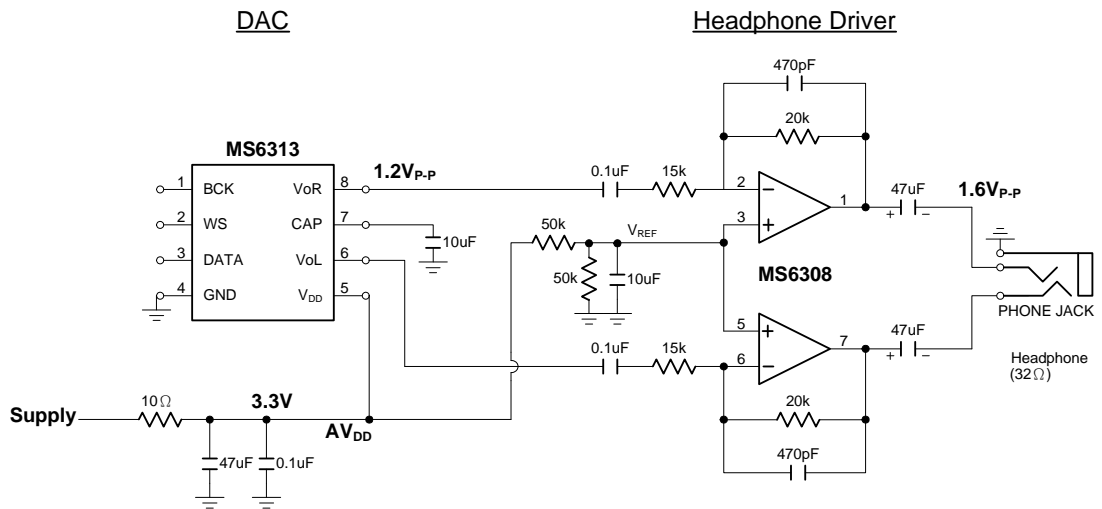 DAC
Headphone Driver
470pF
20k
MS6313
1.2VP-P
0.1uF
15k
1 BCK VoR 8
2 WS CAP 7
3 DATA VoL 6
4 GND VDD 5
10uF
50k
VREF
50k
10uF
2 −
3 +
1
47uF
+ −
1.6VP-P
MS6308
5 +
6 −
7
47uF
+ −
PHONE JACK
Headphone
(32Ω)
0.1uF
15k
20k
470pF
Supply
10Ω
3.3V
AVDD
47uF
0.1uF